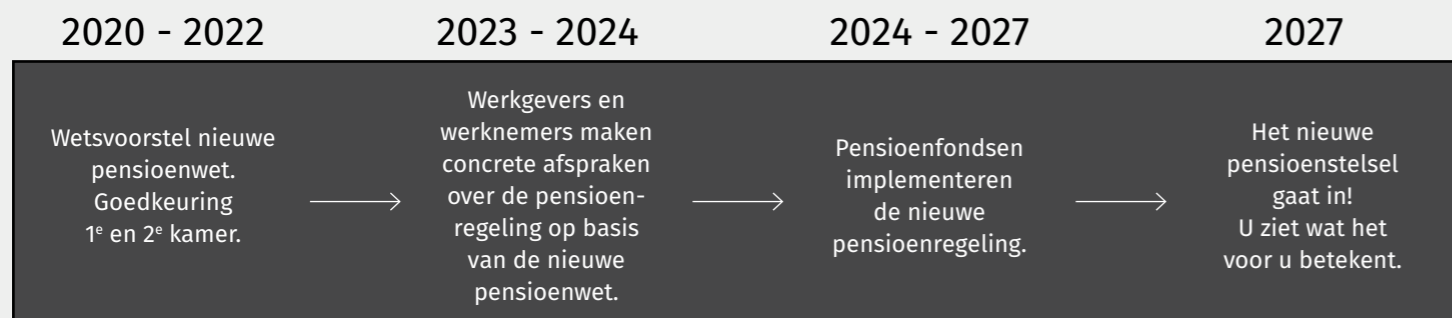 2020 - 2022
Wetsvoorstel nieuwe
pensioenwet.
Goedkeuring
1e en 2e kamer.
2023 - 2024
Werkgevers en
werknemers maken
concrete afspraken
over de pensioen-
regeling op basis
van de nieuwe
pensioenwet.
2024 - 2027
Pensioenfondsen
implementeren
de nieuwe
pensioenregeling.
2027
Het nieuwe
pensioenstelsel
gaat in!
U ziet wat het
voor u betekent.